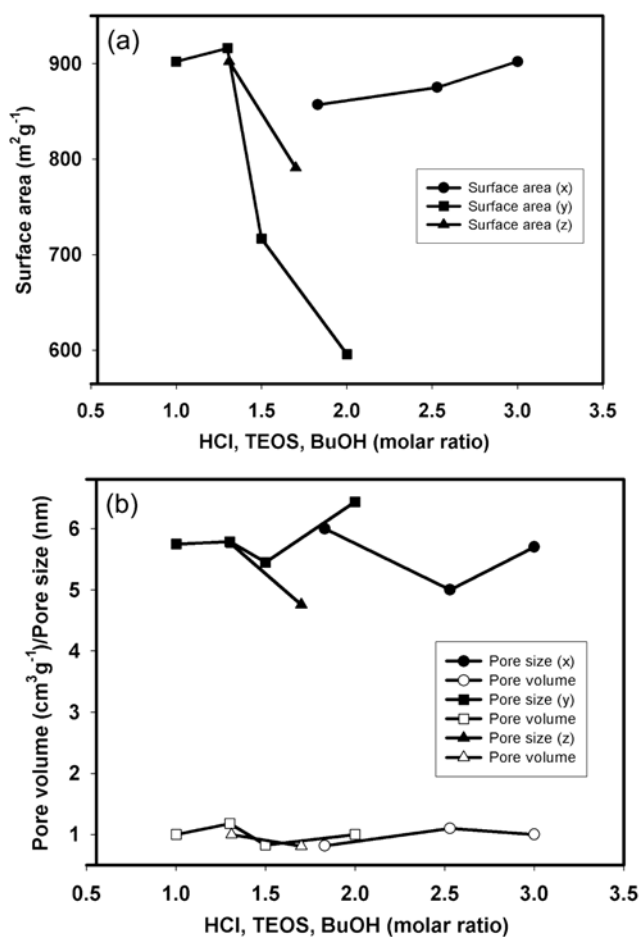 (a)
Surface area (m²g⁻¹)
900
800
700
600
Surface area (x)
Surface area (y)
Surface area (z)
0.5 1.0 1.5 2.0 2.5 3.0 3.5
HCl, TEOS, BuOH (molar ratio)
(b)
Pore volume (cm³g⁻¹)/Pore size (nm)
6
5
4
3
2
1
Pore size (x)
Pore volume
Pore size (y)
Pore volume
Pore size (z)
Pore volume
0.5 1.0 1.5 2.0 2.5 3.0 3.5
HCl, TEOS, BuOH (molar ratio)